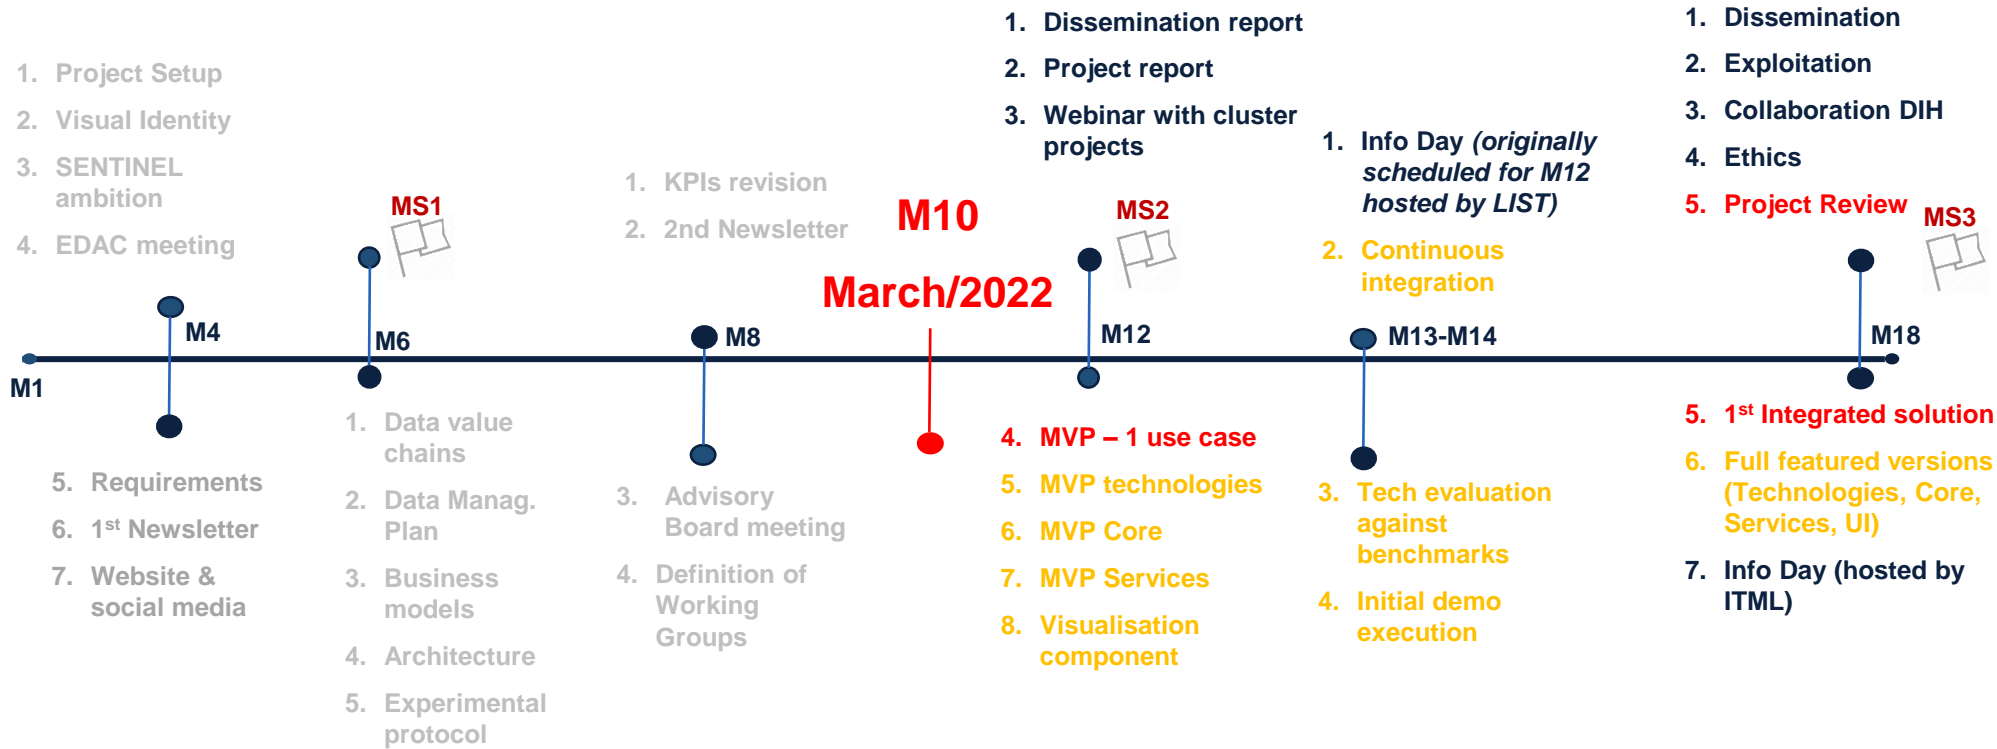 1. Project Setup
2. Visual Identity
3. SENTINEL
ambition
4. EDAC meeting
M4
5. Requirements
6. 1st Newsletter
7. Website &
social media
M1
MS1
M6
1. Data value
chains
2. Data Manag.
Plan
3. Business
models
4. Architecture
5. Experimental
protocol
1. KPIs revision
2. 2nd Newsletter
M8
3. Advisory
Board meeting
4. Definition of
Working
Groups
M10
March/2022
1. Dissemination report
2. Project report
3. Webinar with cluster
projects
MS2
M12
4. MVP – 1 use case
5. MVP technologies
6. MVP Core
7. MVP Services
8. Visualisation
component
1. Info Day (originally
scheduled for M12
hosted by LIST)
2. Continuous
integration
M13-M14
3. Tech evaluation
against
benchmarks
4. Initial demo
execution
1. Dissemination
2. Exploitation
3. Collaboration DIH
4. Ethics
5. Project Review
MS3
M18
5. 1st Integrated solution
6. Full featured versions
(Technologies, Core,
Services, UI)
7. Info Day (hosted by
ITML)